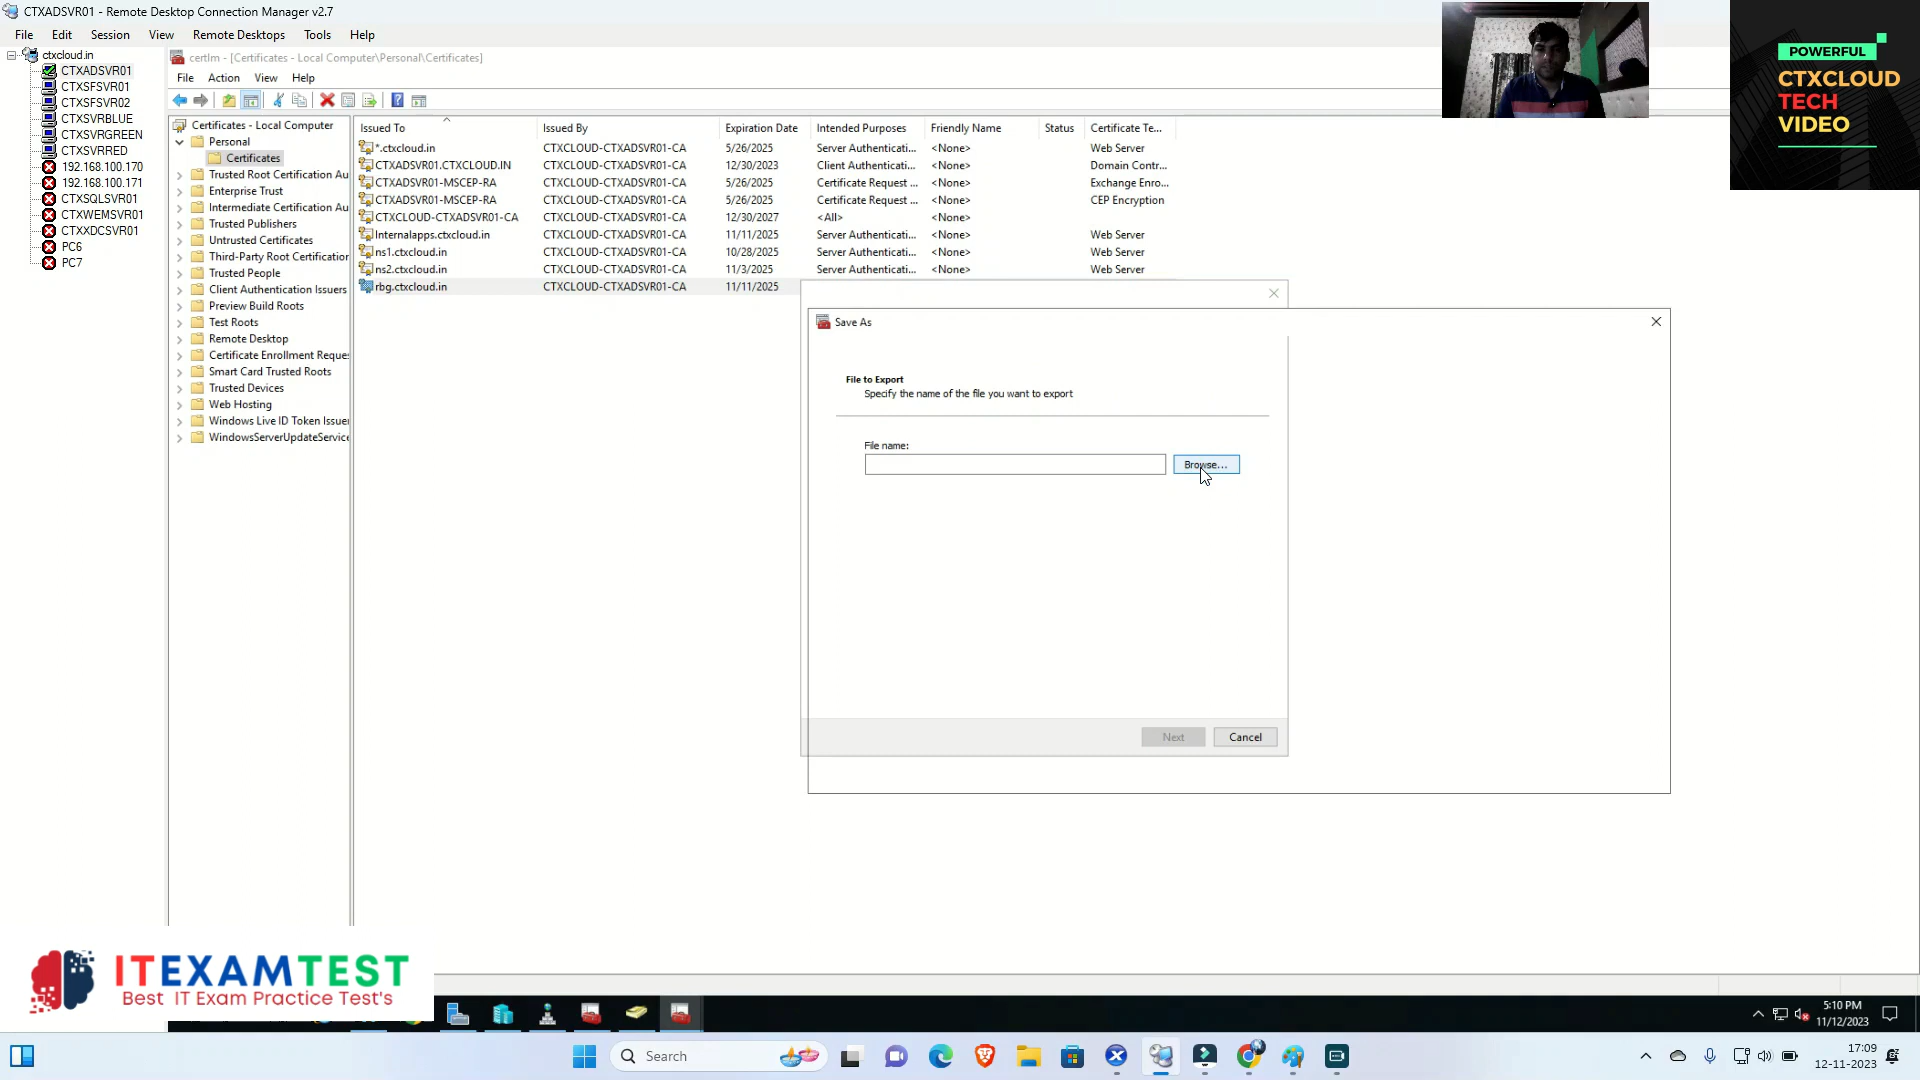 CTXADSVR01 - Remote Desktop Connection Manager v2.7
File Edit Session View Remote Desktops Tools Help
ctxcloud.in
CTXADSVR01
CTXSFSVR01
CTXSFSVR02
CTXSVRBLUE
CTXSVRGREEN
CTXSVRRED
192.168.100.170
192.168.100.171
CTXSQLSVR01
CTXWEMSVR01
CTXXDCSVR01
PC6
PC7
certlm - [Certificates - Local Computer\Personal\Certificates]
File Action View Help
Certificates - Local Computer
Personal
Certificates
Trusted Root Certification Au
Enterprise Trust
Intermediate Certification Au
Trusted Publishers
Untrusted Certificates
Third-Party Root Certification
Trusted People
Client Authentication Issuers
Preview Build Roots
Test Roots
Remote Desktop
Certificate Enrollment Reques
Smart Card Trusted Roots
Trusted Devices
Web Hosting
Windows Live ID Token Issuer
WindowsServerUpdateService
Issued To Issued By Expiration Date Intended Purposes Friendly Name Status Certificate Te...
*.ctxcloud.in CTXCLOUD-CTXADSVR01-CA 5/26/2025 Server Authenticati... <None> Web Server
CTXADSVR01.CTXCLOUD.IN CTXCLOUD-CTXADSVR01-CA 12/30/2023 Client Authenticati... <None> Domain Contr...
CTXADSVR01-MSCEP-RA CTXCLOUD-CTXADSVR01-CA 5/26/2025 Certificate Request ... <None> Exchange Enro...
CTXADSVR01-MSCEP-RA CTXCLOUD-CTXADSVR01-CA 5/26/2025 Certificate Request ... <None> CEP Encryption
CTXCLOUD-CTXADSVR01-CA CTXCLOUD-CTXADSVR01-CA 12/30/2027 <All> <None>
Internalapps.ctxcloud.in CTXCLOUD-CTXADSVR01-CA 11/11/2025 Server Authenticati... <None> Web Server
ns1.ctxcloud.in CTXCLOUD-CTXADSVR01-CA 10/28/2025 Server Authenticati... <None> Web Server
ns2.ctxcloud.in CTXCLOUD-CTXADSVR01-CA 11/3/2025 Server Authenticati... <None> Web Server
rbg.ctxcloud.in CTXCLOUD-CTXADSVR01-CA 11/11/2025
Save As
File to Export
Specify the name of the file you want to export
File name:
Browse...
Next Cancel
POWERFUL
CTXCLOUD
TECH
VIDEO
ITEXAMTEST
Best IT Exam Practice Test's
5:10 PM
11/12/2023
Search
17:09
12-11-2023